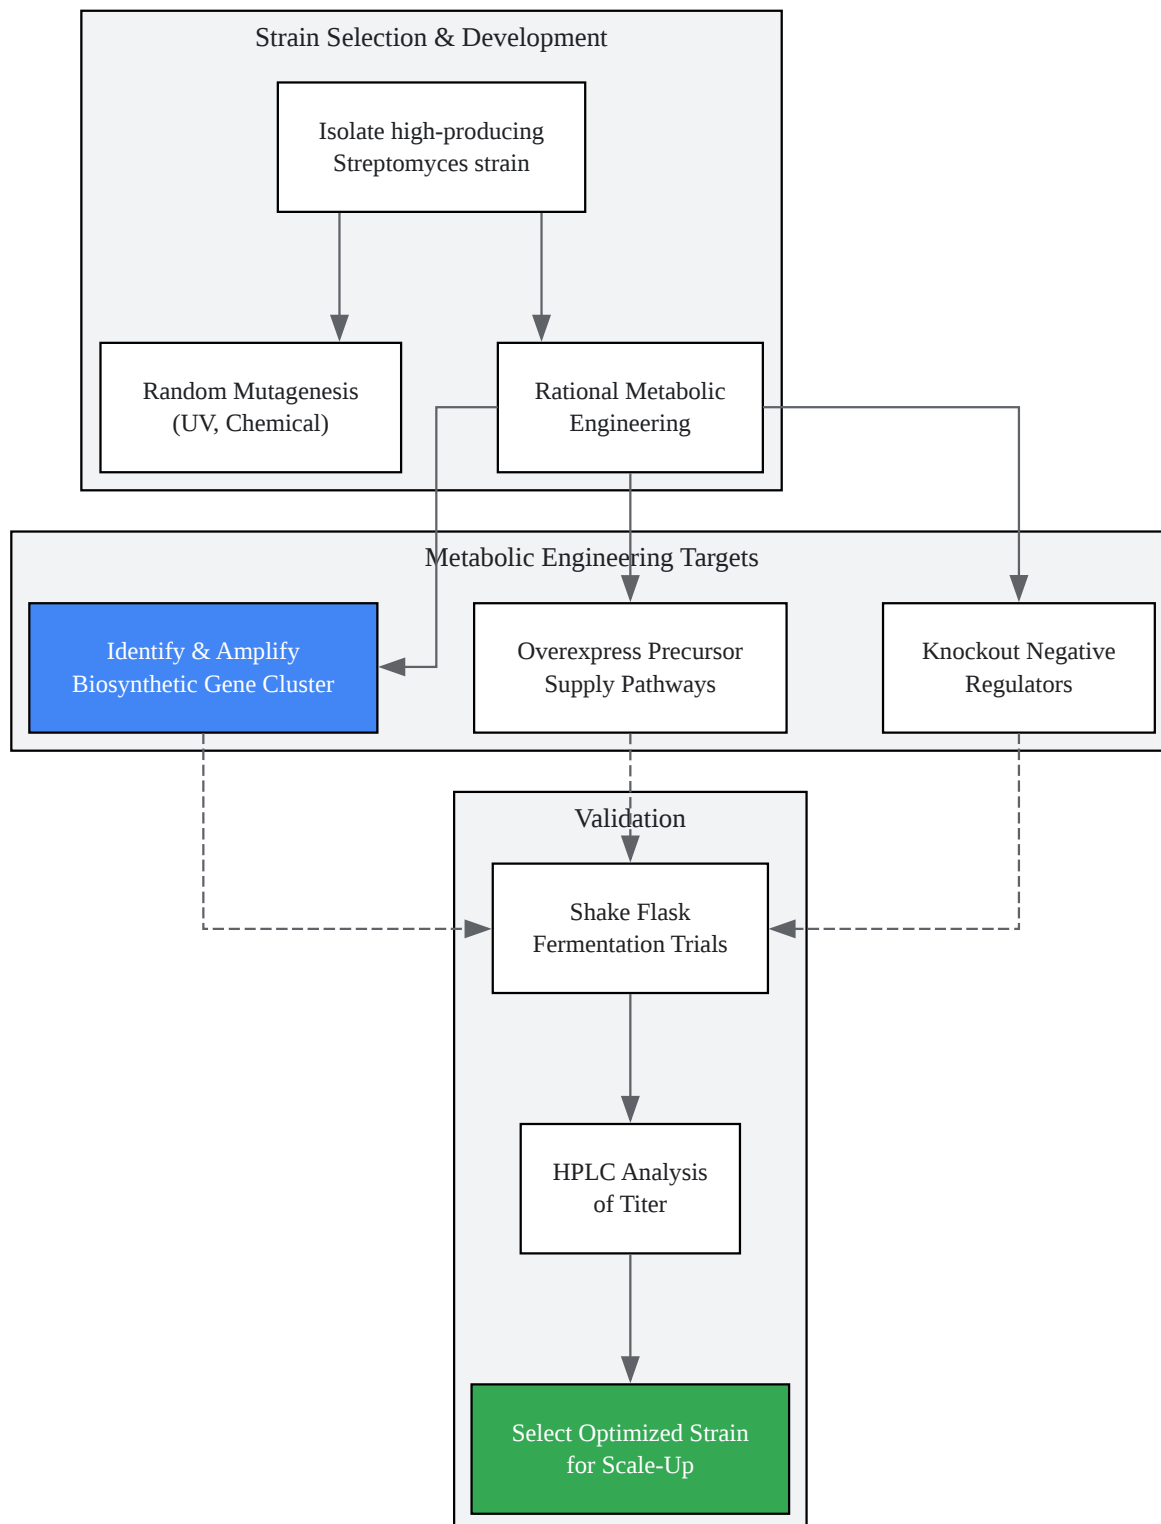 Strain Selection & Development
Isolate high-producing
Streptomyces strain
Random Mutagenesis
(UV, Chemical)
Rational Metabolic
Engineering
Metabolic Engineering Targets
Identify & Amplify
Biosynthetic Gene Cluster
Overexpress Precursor
Supply Pathways
Knockout Negative
Regulators
Validation
Shake Flask
Fermentation Trials
HPLC Analysis
of Titer
Select Optimized Strain
for Scale-Up